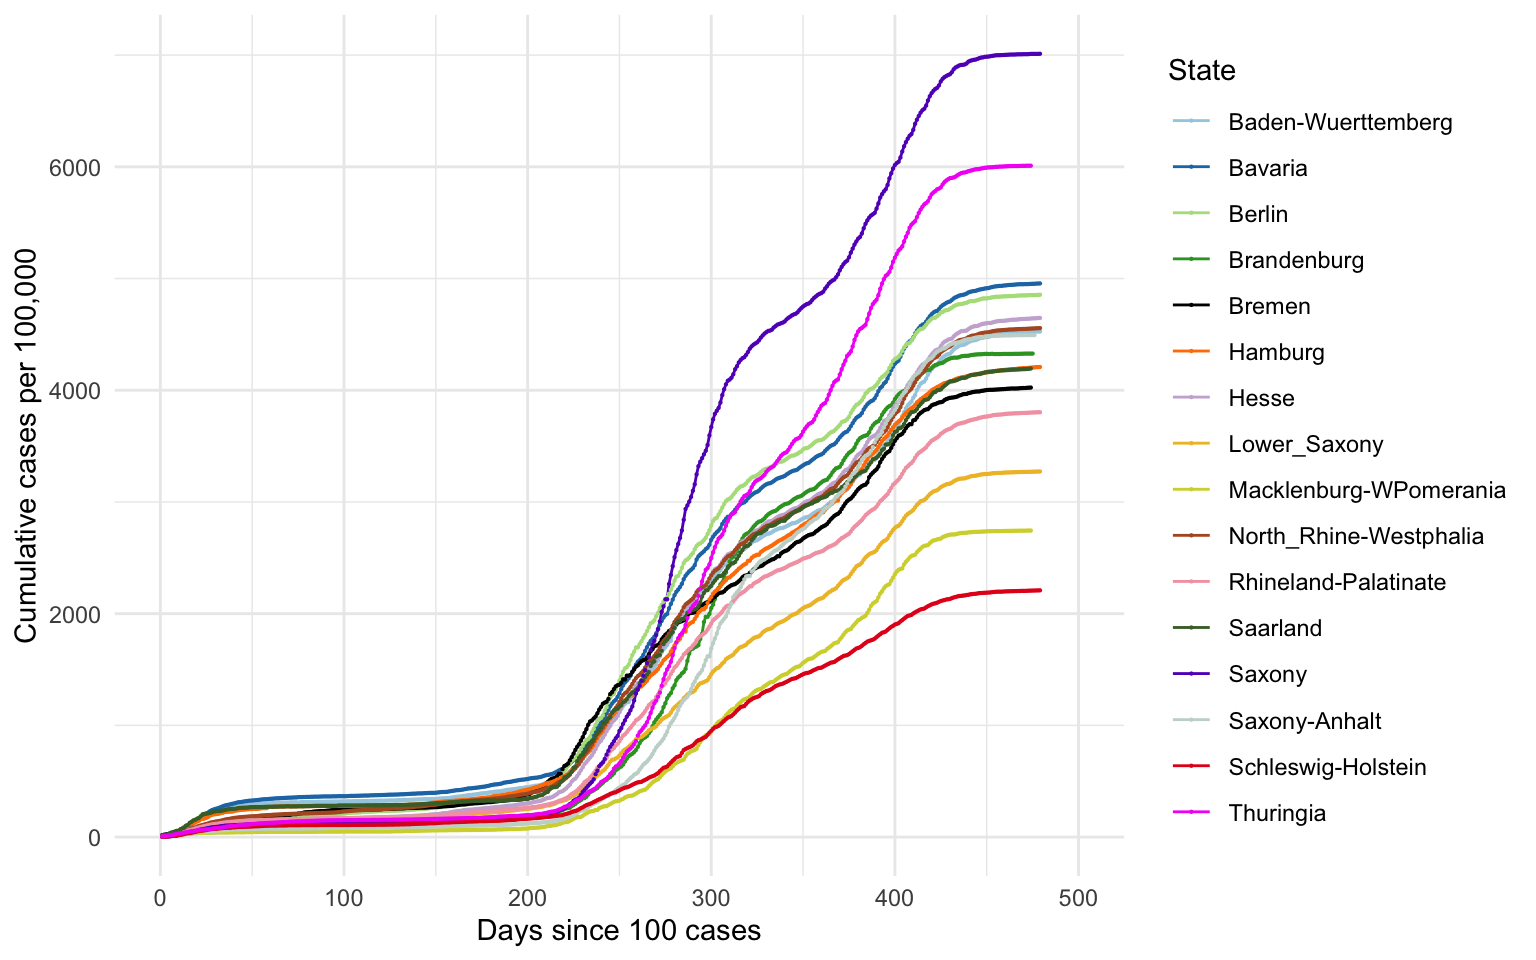 Cumulative cases per 100,000
6000
4000
2000
0
0 100 200 300 400 500
Days since 100 cases
State
Baden-Wuerttemberg
Bavaria
Berlin
Brandenburg
Bremen
Hamburg
Hesse
Lower_Saxony
Macklenburg-WPomerania
North_Rhine-Westphalia
Rhineland-Palatinate
Saarland
Saxony
Saxony-Anhalt
Schleswig-Holstein
Thuringia